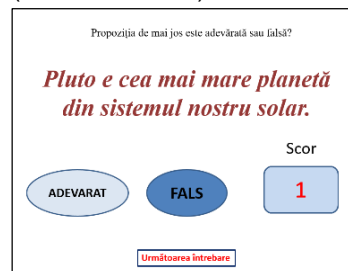 Propoziția de mai jos este adevărată sau falsă?
Pluto e cea mai mare planetă
din sistemul nostru solar.
Scor
ADEVARAT
FALS
1
Următoarea întrebare